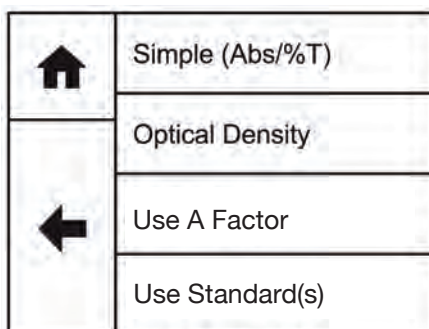 Simple (Abs/%T)
Optical Density
Use A Factor
Use Standard(s)